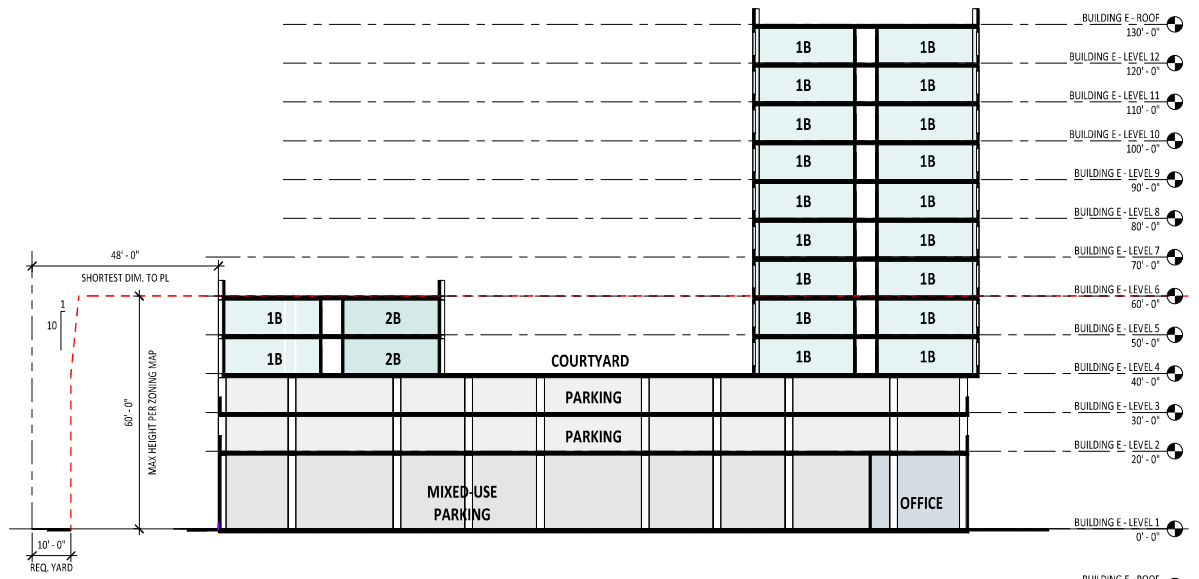 BUILDING E - ROOF
130' - 0"
1B 1B
BUILDING E - LEVEL 12
120' - 0"
1B 1B
BUILDING E - LEVEL 11
110' - 0"
1B 1B
BUILDING E - LEVEL 10
100' - 0"
1B 1B
BUILDING E - LEVEL 9
90' - 0"
1B 1B
BUILDING E - LEVEL 8
80' - 0"
1B 1B
BUILDING E - LEVEL 7
70' - 0"
48' - 0"
SHORTEST DIM. TO PL
1B 1B
BUILDING E - LEVEL 6
60' - 0"
1
10
1B 2B 1B 1B
BUILDING E - LEVEL 5
50' - 0"
1B 2B COURTYARD 1B 1B
BUILDING E - LEVEL 4
40' - 0"
60' - 0"
MAX HEIGHT PER ZONING MAP
PARKING
BUILDING E - LEVEL 3
30' - 0"
PARKING
BUILDING E - LEVEL 2
20' - 0"
MIXED-USE
PARKING
OFFICE
BUILDING E - LEVEL 1
0' - 0"
10' - 0"
REQ. YARD
BUILDING E - ROOF